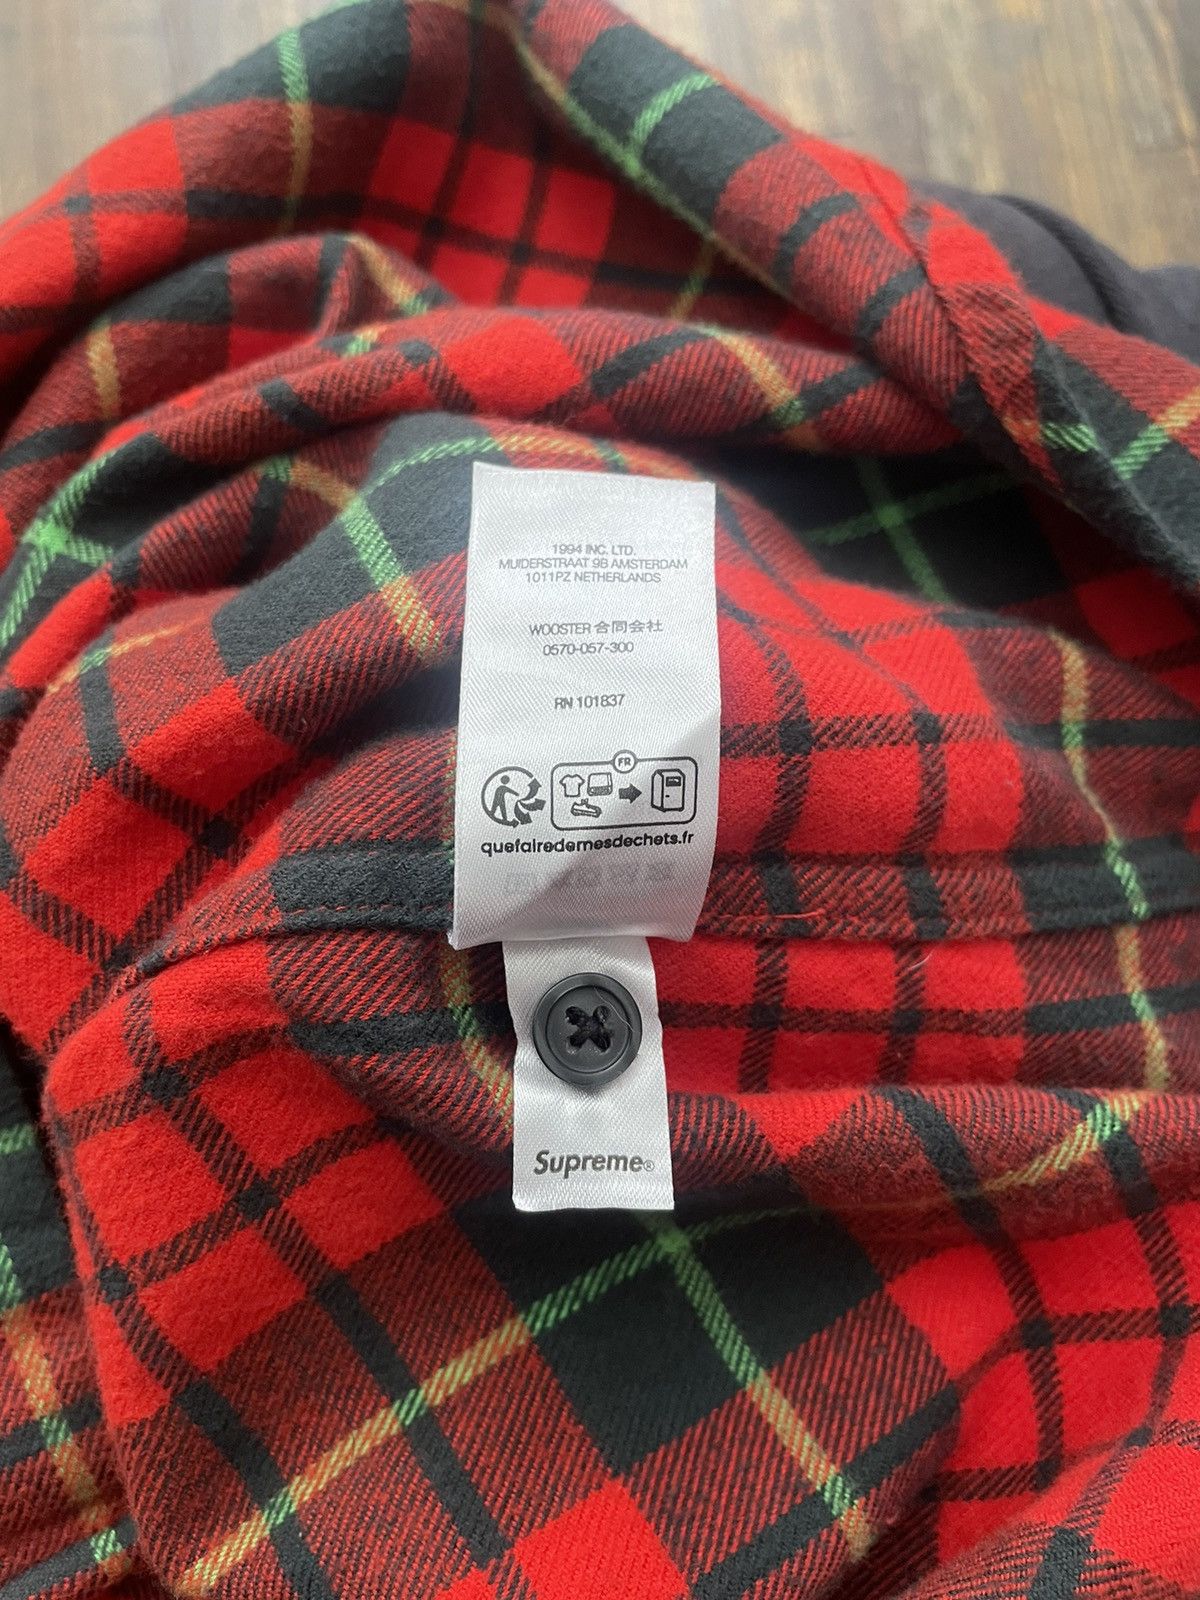 1994 INC. LTD.
MUIDERSTRAAT 9B AMSTERDAM
1011PZ NETHERLANDS
WOOSTER 合同会社
0570-057-300
RN 101837
FR
quefairedemesdechets.fr
Supreme®